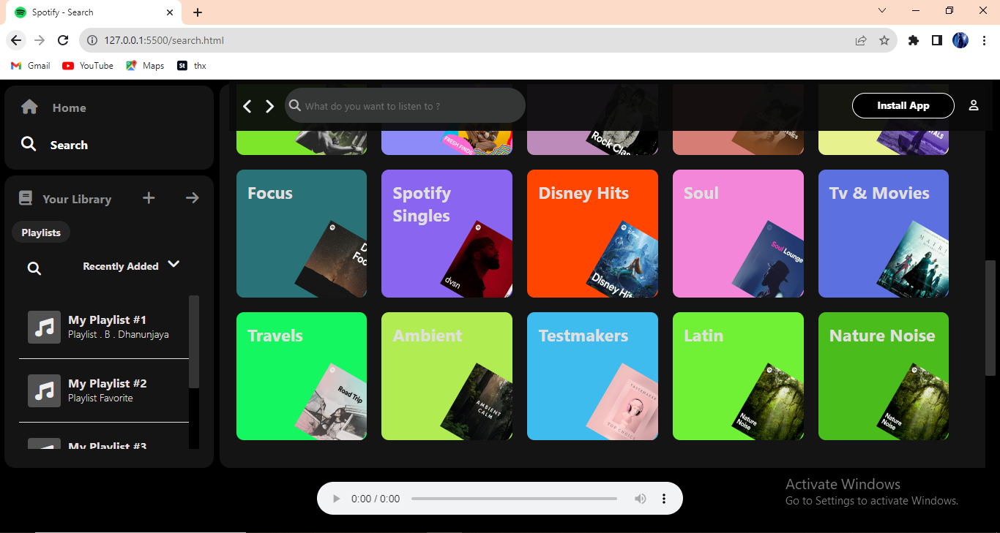 Spotify - Search
127.0.0.1:5500/search.html
Gmail
YouTube
Maps
St
thx
Home
Search
Your Library
Playlists
Recently Added
My Playlist #1
Playlist . B . Dhanunjaya
My Playlist #2
Playlist Favorite
My Playlist #3
What do you want to listen to ?
Install App
FRESH FINDS
Focus
Spotify
Singles
dvsn
Disney Hits
Disney
Soul
Soul Lounge
Tv & Movies
Travels
Road Trip
Ambient
AMBIENT
CALM
Testmakers
TOP CHOICE
Latin
Nature
Noise
Nature Noise
Nature
Noise
0:00 / 0:00
Activate Windows
Go to Settings to activate Windows.